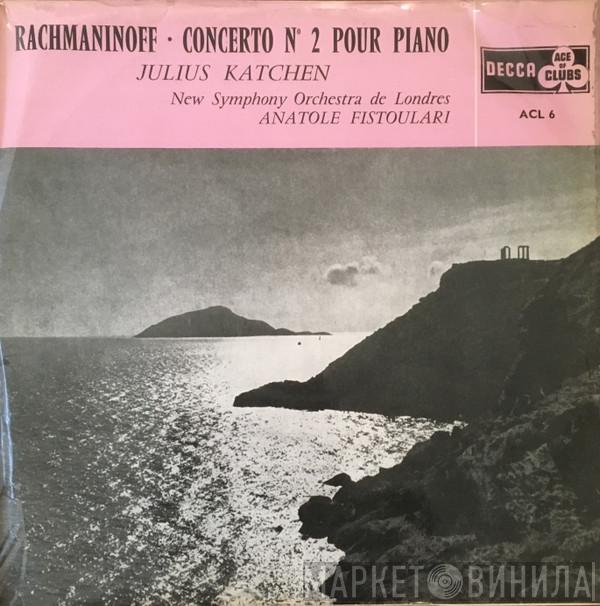 RACHMANINOFF · CONCERTO N° 2 POUR PIANO
JULIUS KATCHEN
New Symphony Orchestra de Londres
ANATOLE FISTOULARI
DECCA
ACE
OF
CLUBS
ACL 6
МАРКЕТ ВИНИЛА